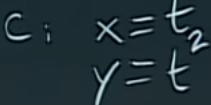 C: x = t
y = t²